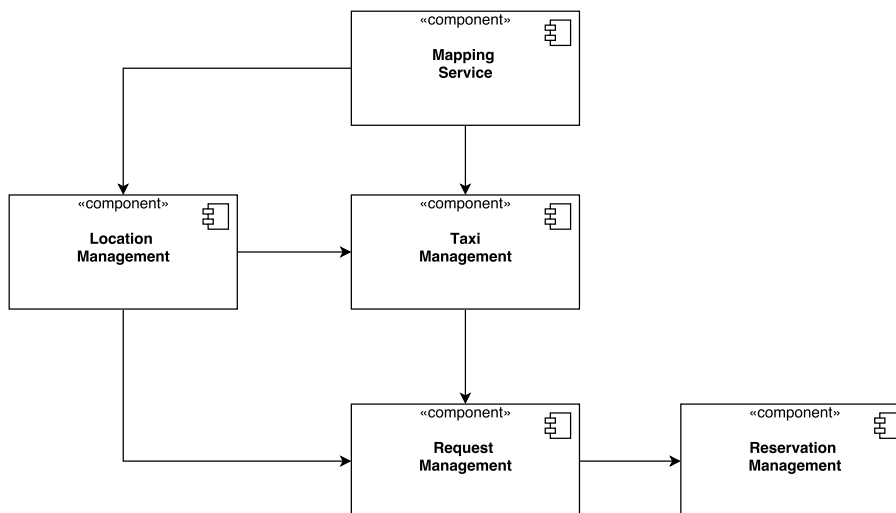 «component»
Mapping
Service
«component»
Location
Management
«component»
Taxi
Management
«component»
Request
Management
«component»
Reservation
Management